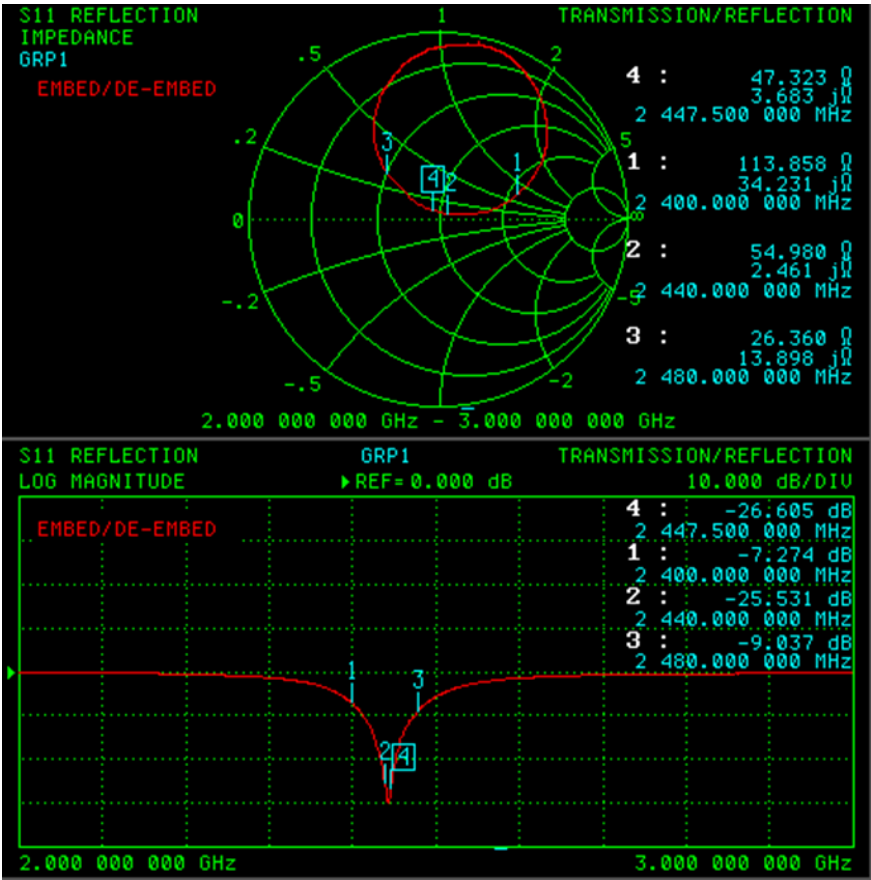 S11 REFLECTION 1 TRANSMISSION/REFLECTION
IMPEDANCE
GRP1
.5 2
EMBED/DE-EMBED
4 : 47.323 Ω
3.683 jΩ
2 447.500 000 MHz
.2 3 5
1 : 113.858 Ω
34.231 jΩ
2 400.000 000 MHz
4 2 1
0 ∞
2 : 54.980 Ω
2.461 jΩ
2 440.000 000 MHz
-.2 -5
3 : 26.360 Ω
13.898 jΩ
2 480.000 000 MHz
-.5 -2
2.000 000 000 GHz - 3.000 000 000 GHz
S11 REFLECTION GRP1 TRANSMISSION/REFLECTION
LOG MAGNITUDE REF= 0.000 dB 10.000 dB/DIV
EMBED/DE-EMBED
4 : -26.605 dB
2 447.500 000 MHz
1 : -7.274 dB
2 400.000 000 MHz
2 : -25.531 dB
2 440.000 000 MHz
3 : -9.037 dB
2 480.000 000 MHz
1 3
2 4
2.000 000 000 GHz 3.000 000 000 GHz